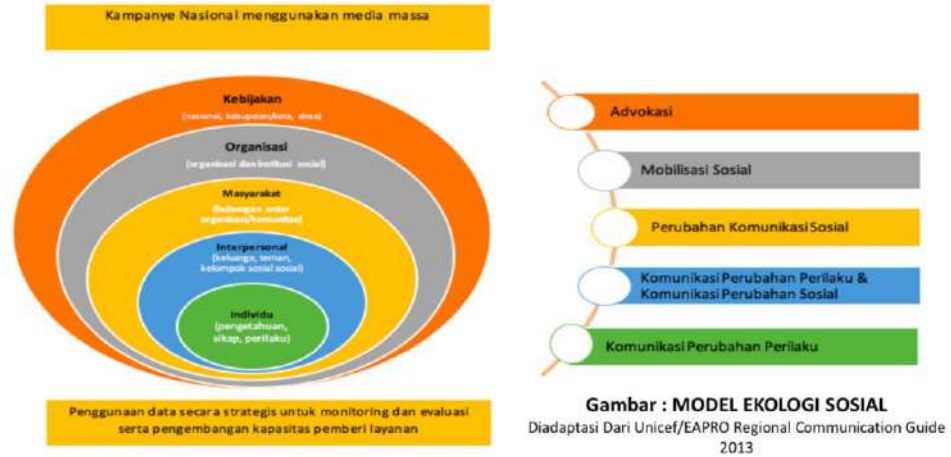 Kampanye Nasional menggunakan media massa
Kebijakan
(nasional, kabupaten/kota, desa)
Organisasi
(organisasi dan institusi sosial)
Masyarakat
(hubungan antar
organisasi/komunitas)
Interpersonal
(keluarga, teman,
kelompok sosial sosial)
Individu
(pengetahuan,
sikap, perilaku)
Penggunaan data secara strategis untuk monitoring dan evaluasi
serta pengembangan kapasitas pemberi layanan
Advokasi
Mobilisasi Sosial
Perubahan Komunikasi Sosial
Komunikasi Perubahan Perilaku &
Komunikasi Perubahan Sosial
Komunikasi Perubahan Perilaku
Gambar : MODEL EKOLOGI SOSIAL
Diadaptasi Dari Unicef/EAPRO Regional Communication Guide
2013